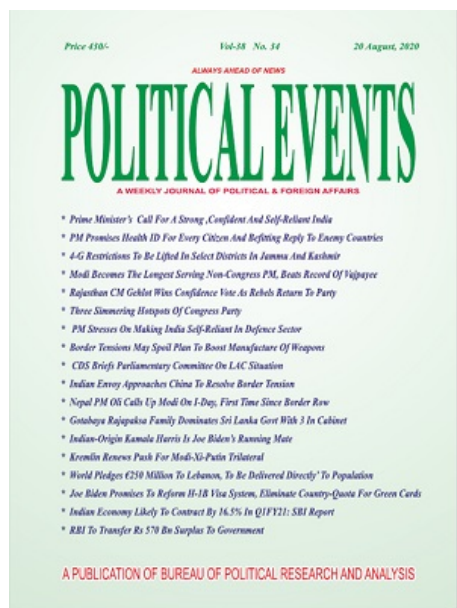 Price 430/- Vol-38 No. 34 20 August, 2020
ALWAYS AHEAD OF NEWS
POLITICAL EVENTS
A WEEKLY JOURNAL OF POLITICAL & FOREIGN AFFAIRS
* Prime Minister's Call For A Strong ,Confident And Self-Reliant India
* PM Promises Health ID For Every Citizen And Befitting Reply To Enemy Countries
* 4-G Restrictions To Be Lifted In Select Districts In Jammu And Kashmir
* Modi Becomes The Longest Serving Non-Congress PM, Beats Record Of Vajpayee
* Rajasthan CM Gehlot Wins Confidence Vote As Rebels Return To Party
* Three Simmering Hotspots Of Congress Party
* PM Stresses On Making India Self-Reliant In Defence Sector
* Border Tensions May Spoil Plan To Boost Manufacture Of Weapons
* CDS Briefs Parliamentary Committee On LAC Situation
* Indian Envoy Approaches China To Resolve Border Tension
* Nepal PM Oli Calls Up Modi On I-Day, First Time Since Border Row
* Gotabaya Rajapaksa Family Dominates Sri Lanka Govt With 3 In Cabinet
* Indian-Origin Kamala Harris Is Joe Biden's Running Mate
* Kremlin Renews Push For Modi-Xi-Putin Trilateral
* World Pledges €250 Million To Lebanon, To Be Delivered Directly' To Population
* Joe Biden Promises To Reform H-1B Visa System, Eliminate Country-Quota For Green Cards
* Indian Economy Likely To Contract By 16.5% In Q1FY21: SBI Report
* RBI To Transfer Rs 570 Bn Surplus To Government
A PUBLICATION OF BUREAU OF POLITICAL RESEARCH AND ANALYSIS